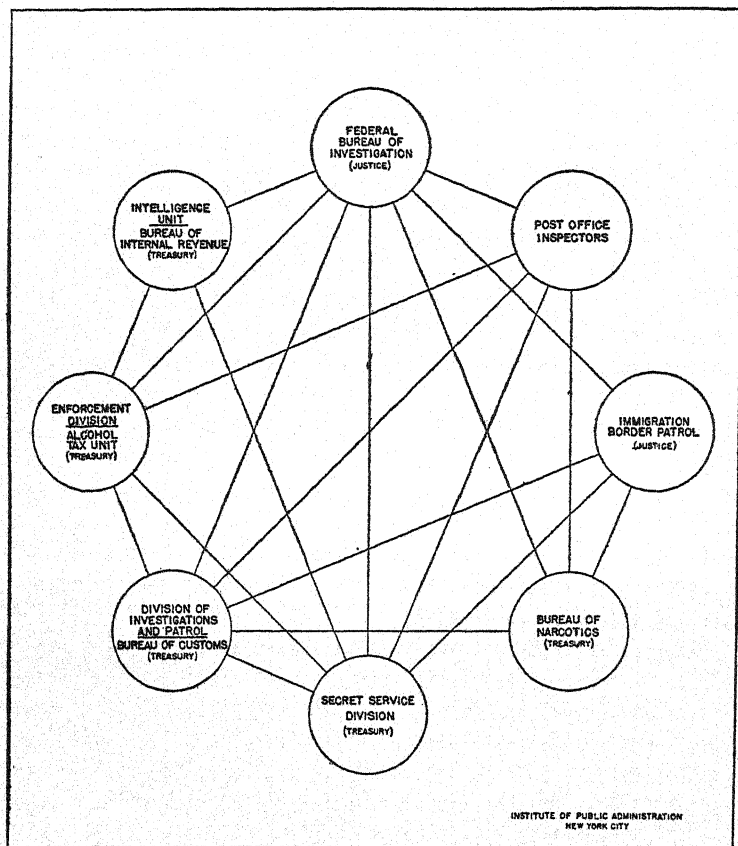 FEDERAL
BUREAU OF
INVESTIGATION
(JUSTICE)
INTELLIGENCE
UNIT
BUREAU OF
INTERNAL REVENUE
(TREASURY)
POST OFFICE
INSPECTORS
ENFORCEMENT
DIVISION
ALCOHOL
TAX UNIT
(TREASURY)
IMMIGRATION
BORDER PATROL
(JUSTICE)
DIVISION OF
INVESTIGATIONS
AND PATROL
BUREAU OF CUSTOMS
(TREASURY)
BUREAU OF
NARCOTICS
(TREASURY)
SECRET SERVICE
DIVISION
(TREASURY)
INSTITUTE OF PUBLIC ADMINISTRATION
NEW YORK CITY